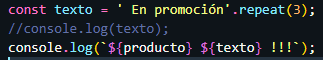 const texto = ' En promoción'.repeat(3);
//console.log(texto);
console.log(`${producto} ${texto} !!!`);